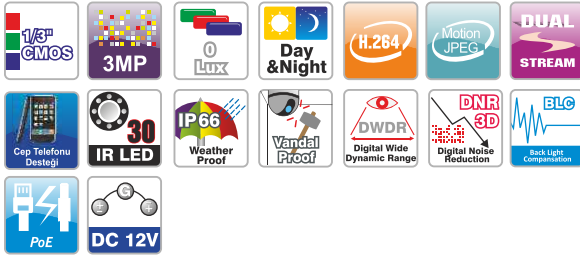 1/3"
CMOS
3MP
0
Lux
Day
&Night
H.264
Motion
JPEG
DUAL
STREAM
Cep Telefonu
Desteği
30
IR LED
IP66
Weather
Proof
Vandal
Proof
DWDR
Digital Wide
Dynamic Range
DNR
3D
Digital Noise
Reduction
BLC
Back Light
Compansation
PoE
G
DC 12V